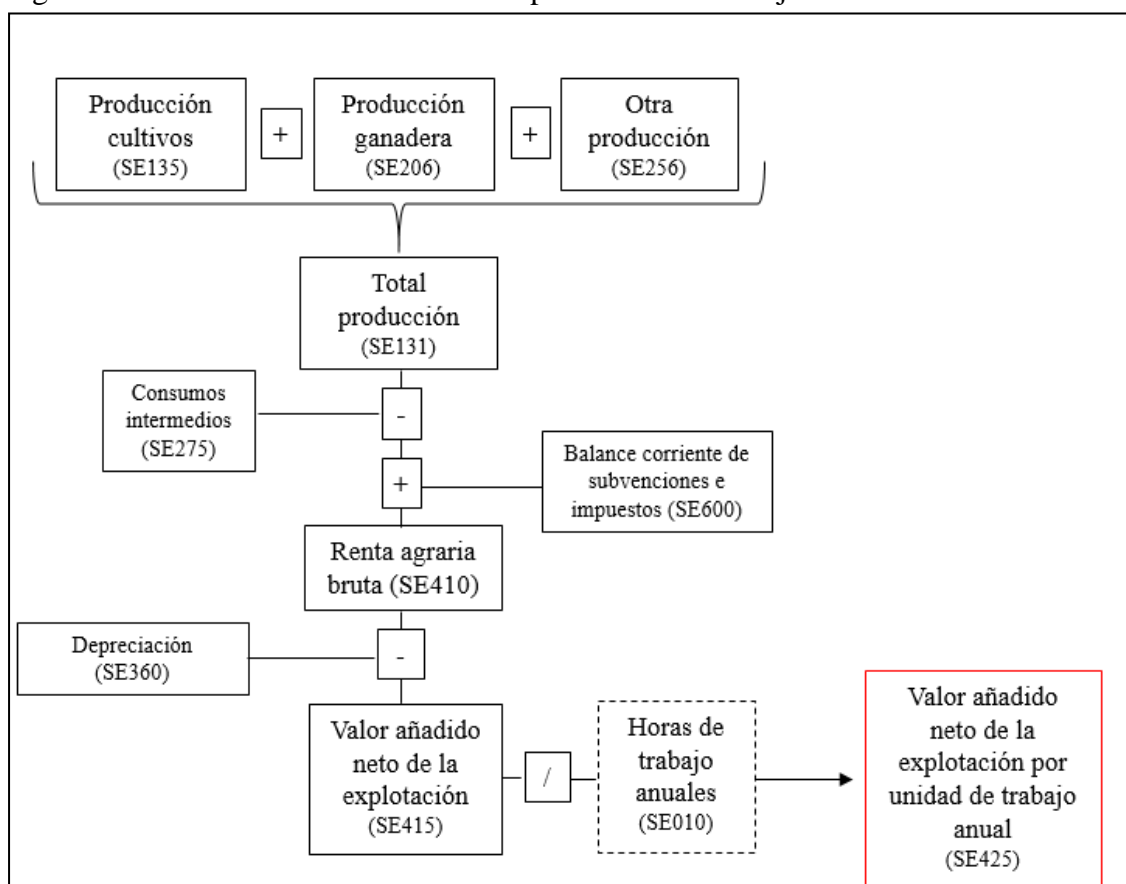 Producción
cultivos
(SE135)
+
Producción
ganadera
(SE206)
+
Otra
producción
(SE256)
Total
producción
(SE131)
Consumos
intermedios
(SE275)
-
+
Balance corriente de
subvenciones e
impuestos (SE600)
Renta agraria
bruta (SE410)
Depreciación
(SE360)
-
Valor añadido
neto de la
explotación
(SE415)
/
Horas de
trabajo
anuales
(SE010)
Valor añadido
neto de la
explotación por
unidad de trabajo
anual
(SE425)